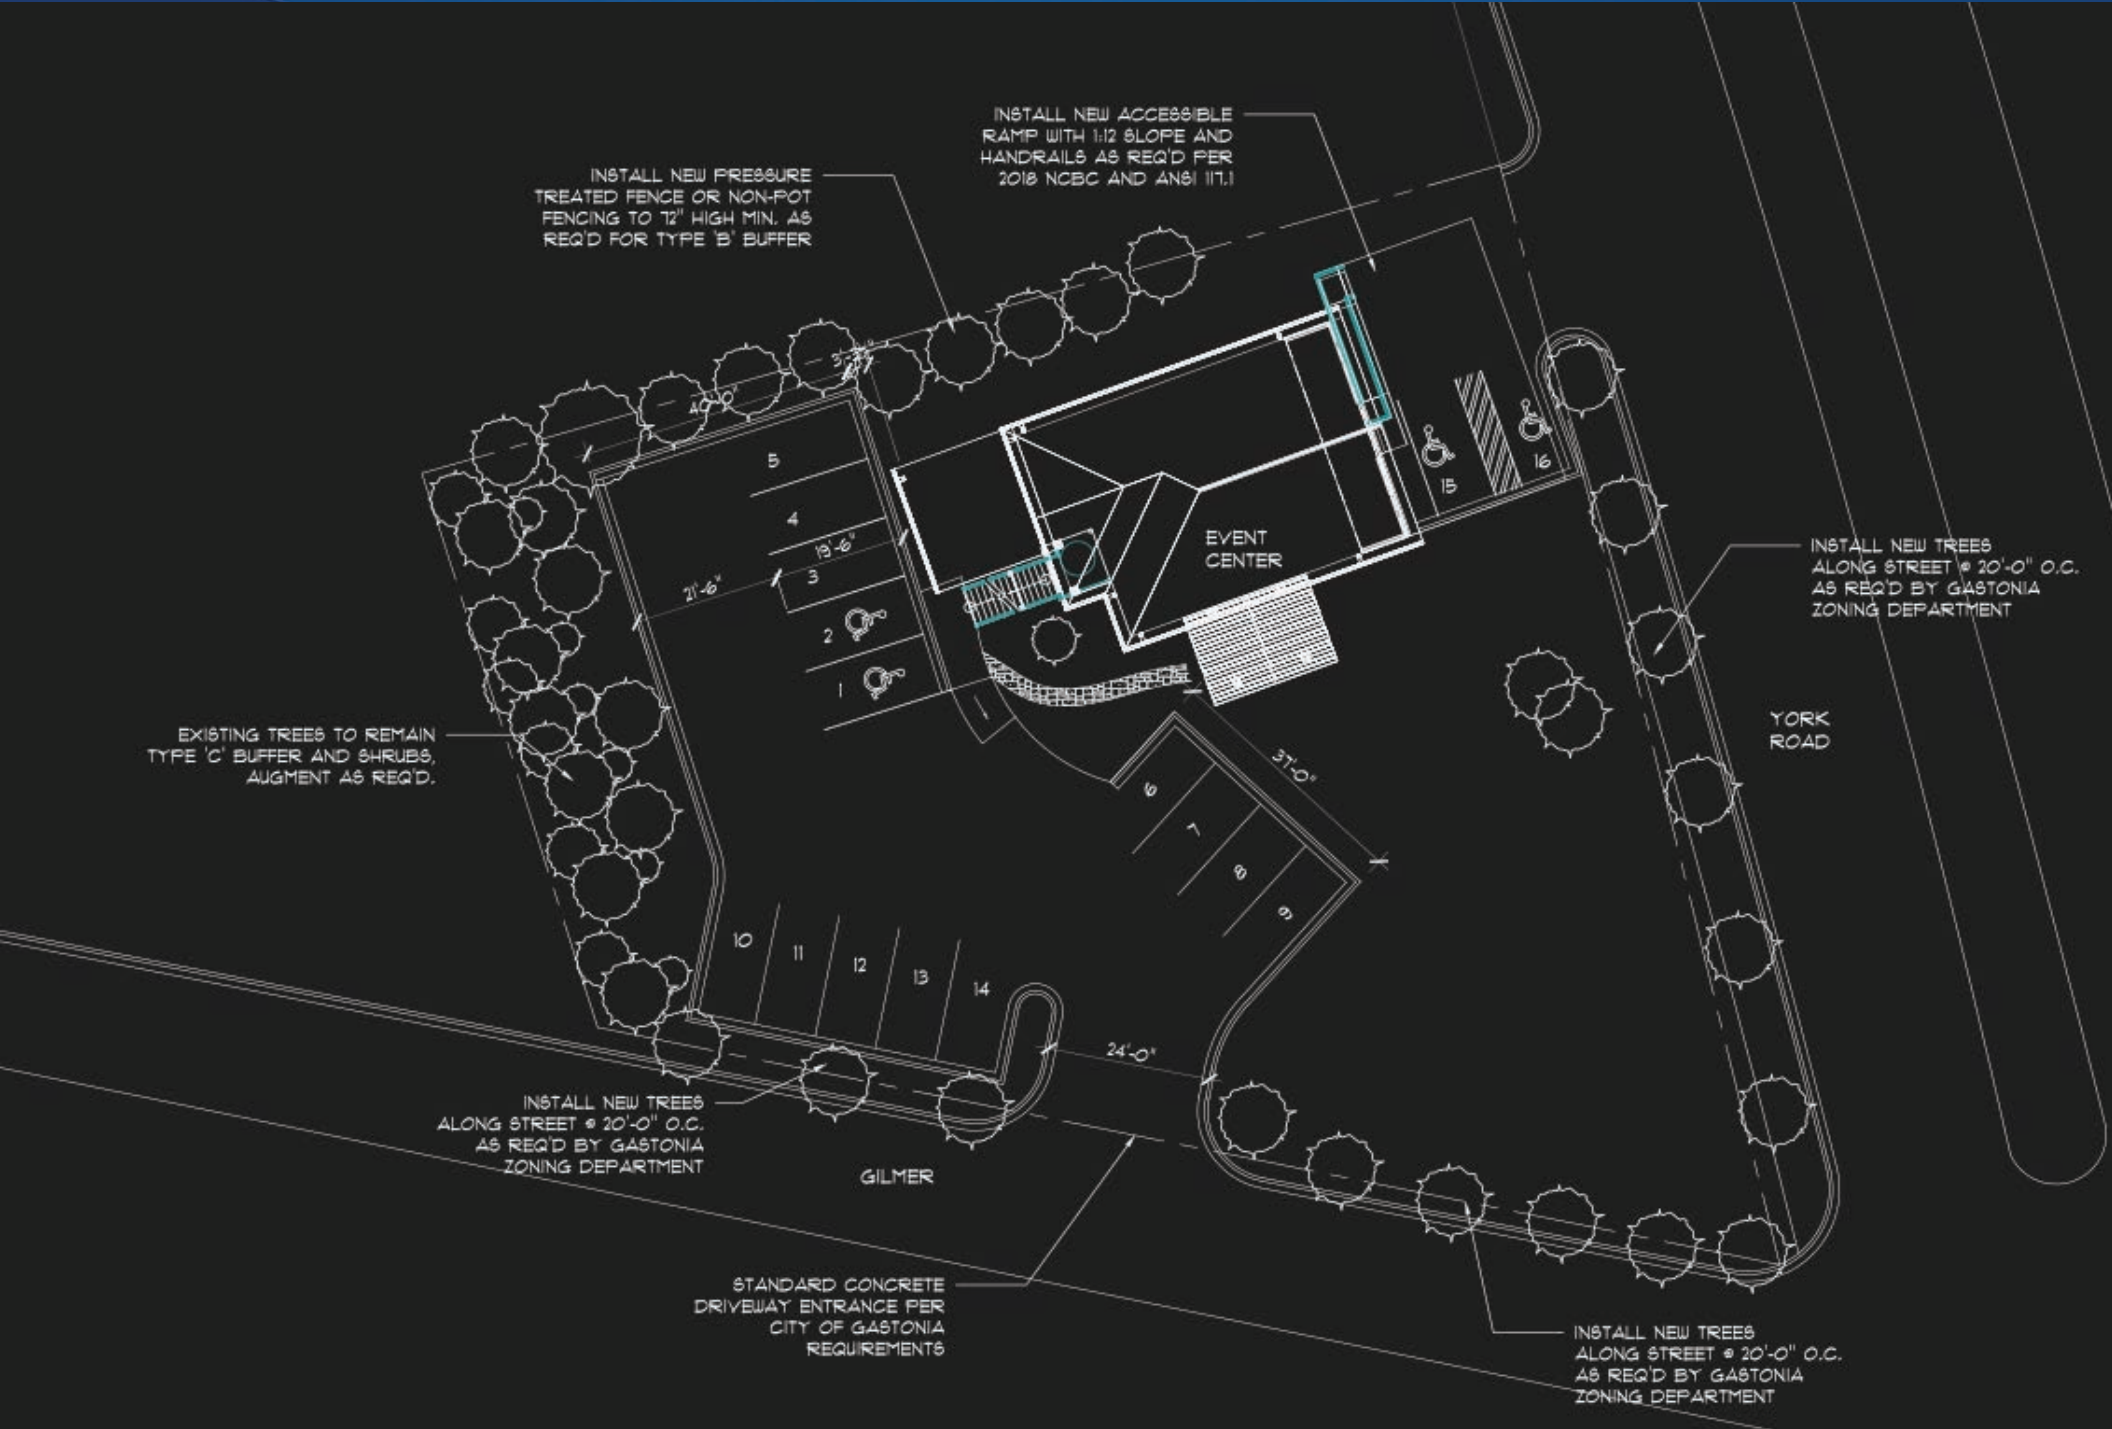 INSTALL NEW ACCESSIBLE
RAMP WITH 1:12 SLOPE AND
HANDRAILS AS REQ'D PER
2018 NCBC AND ANSI 117.1
INSTALL NEW PRESSURE
TREATED FENCE OR NON-POT
FENCING TO 72" HIGH MIN. AS
REQ'D FOR TYPE 'B' BUFFER
40'-0"
5
4
19'-6"
3
21'-6"
2
1
16
15
EVENT
CENTER
INSTALL NEW TREES
ALONG STREET @ 20'-0" O.C.
AS REQ'D BY GASTONIA
ZONING DEPARTMENT
YORK
ROAD
EXISTING TREES TO REMAIN
TYPE 'C' BUFFER AND SHRUBS,
AUGMENT AS REQ'D.
37'-0"
6
7
8
9
10
11
12
13
14
24'-0"
INSTALL NEW TREES
ALONG STREET @ 20'-0" O.C.
AS REQ'D BY GASTONIA
ZONING DEPARTMENT
GILMER
STANDARD CONCRETE
DRIVEWAY ENTRANCE PER
CITY OF GASTONIA
REQUIREMENTS
INSTALL NEW TREES
ALONG STREET @ 20'-0" O.C.
AS REQ'D BY GASTONIA
ZONING DEPARTMENT